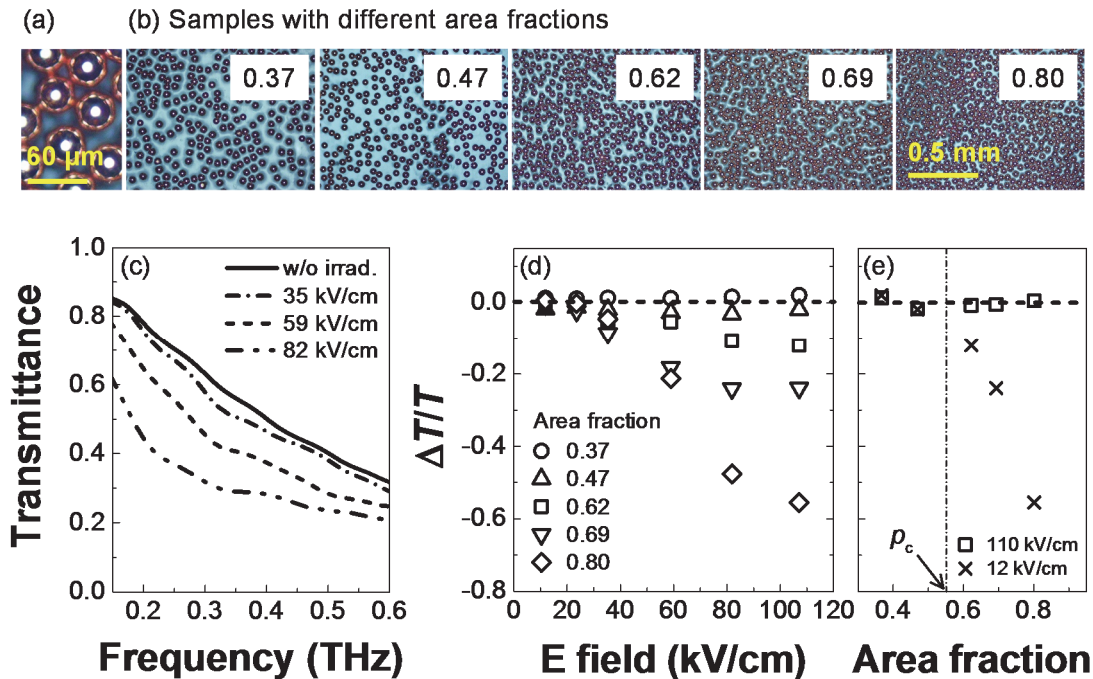 (a)
(b) Samples with different area fractions
0.37
0.47
0.62
0.69
0.80
60 μm
0.5 mm
1.0
0.8
0.6
0.4
0.2
0.0
(c)
w/o irrad.
35 kV/cm
59 kV/cm
82 kV/cm
0.2 0.3 0.4 0.5 0.6
Transmittance
Frequency (THz)
(d)
0.0
-0.2
-0.4
-0.6
-0.8
ΔT/T
Area fraction
0.37
0.47
0.62
0.69
0.80
0 20 40 60 80 100 120
E field (kV/cm)
(e)
pc
110 kV/cm
12 kV/cm
0.4 0.6 0.8
Area fraction